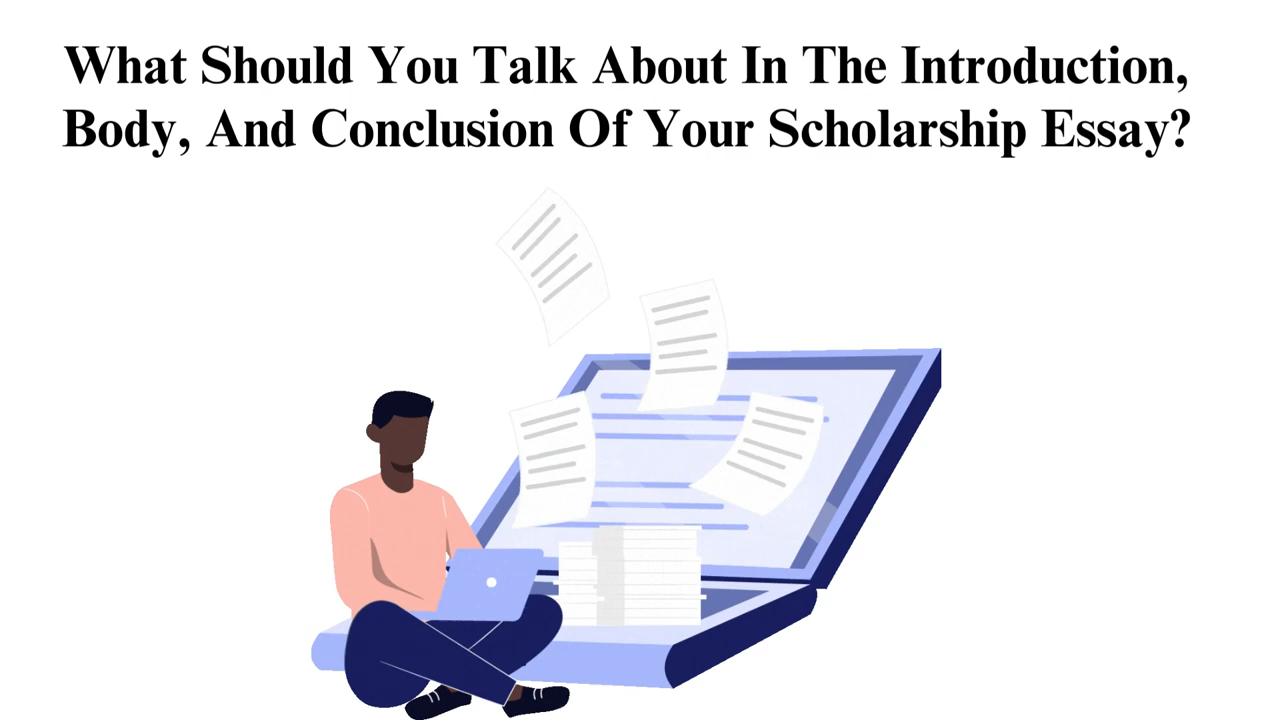 What Should You Talk About In The Introduction,
Body, And Conclusion Of Your Scholarship Essay?